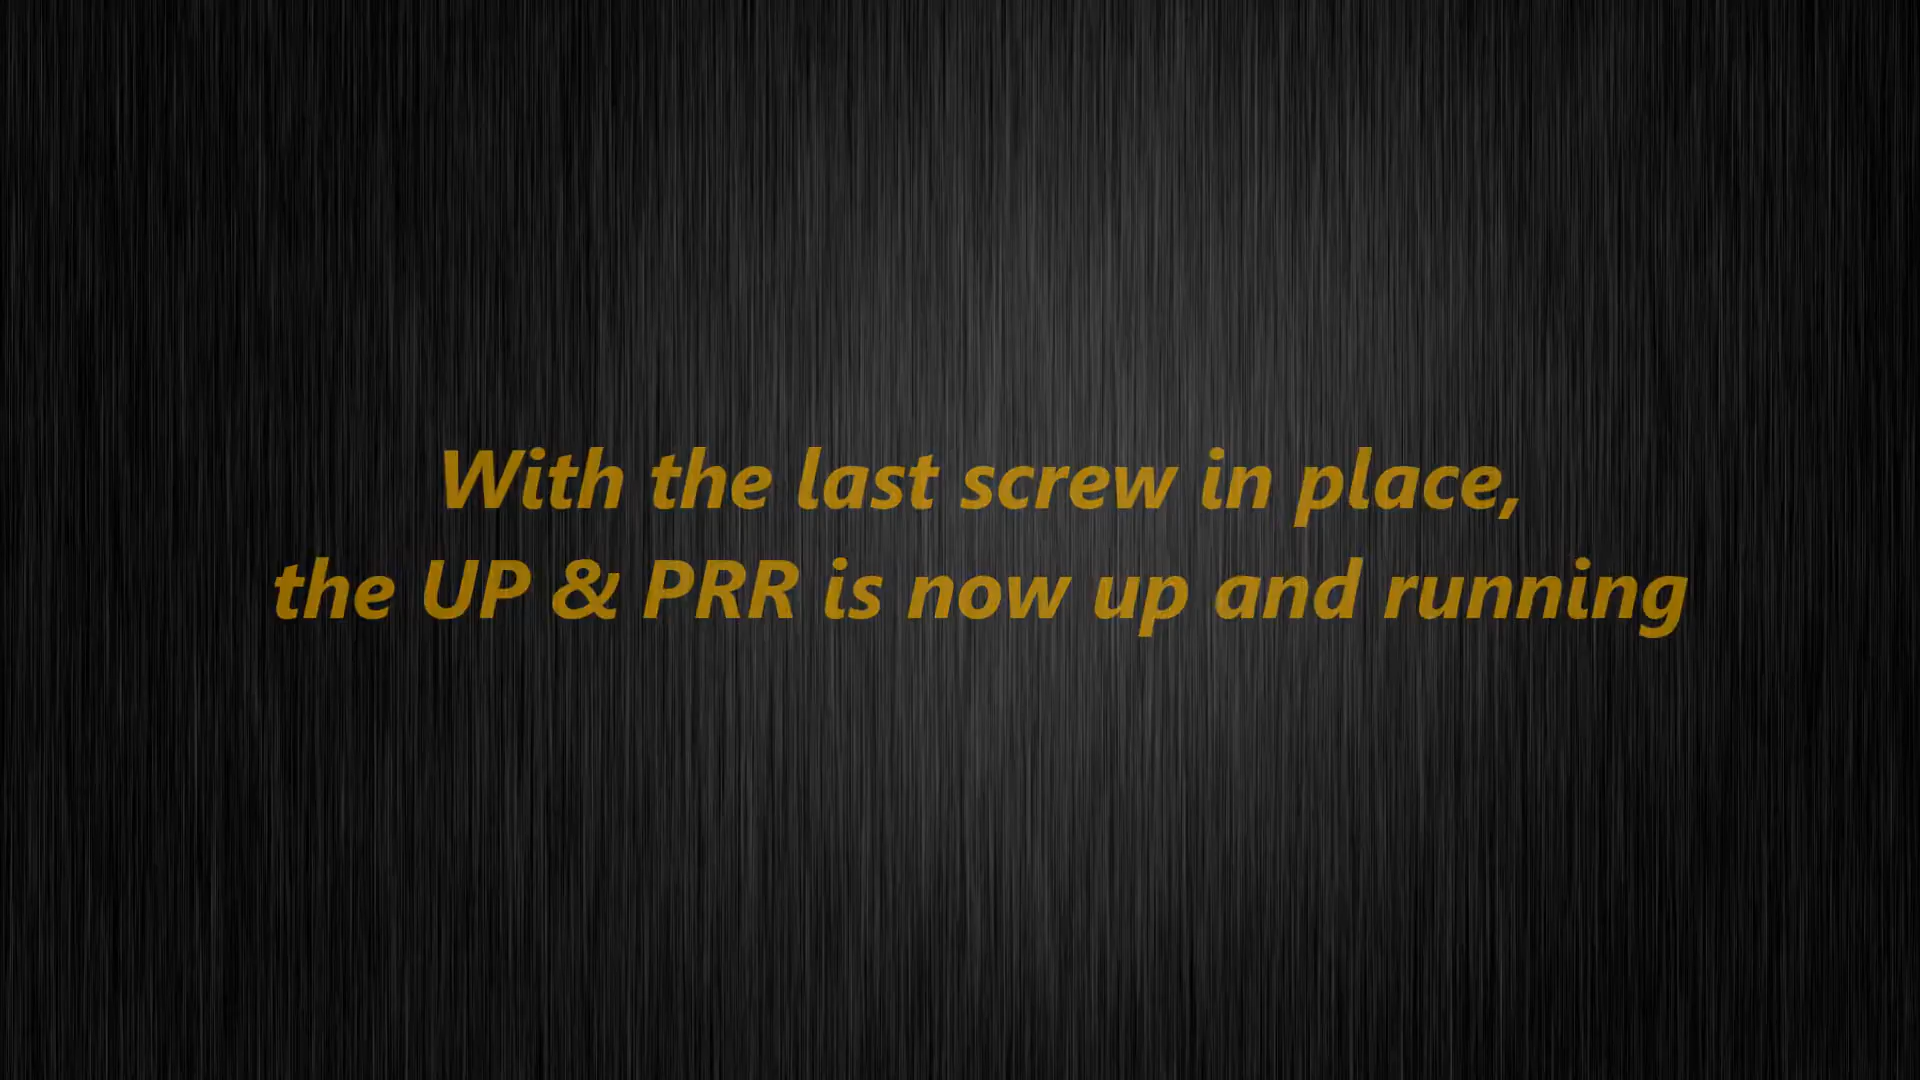 With the last screw in place,
the UP & PRR is now up and running